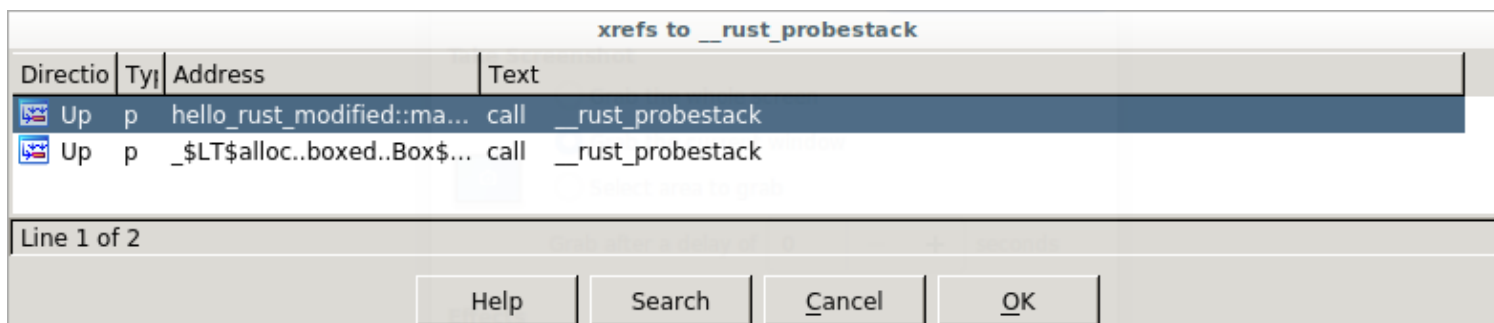 xrefs to __rust_probestack
Directio Typ Address Text
Up p hello_rust_modified::ma... call __rust_probestack
Up p _$LT$alloc..boxed..Box$... call __rust_probestack
Line 1 of 2
Help Search Cancel OK